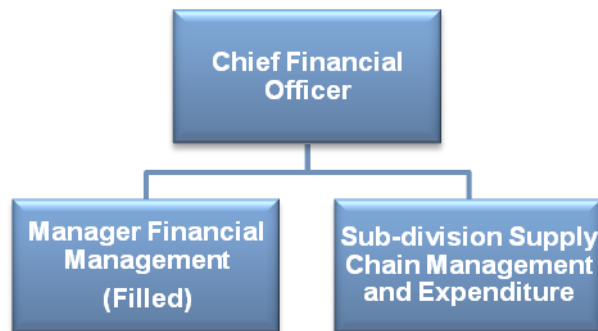 Chief Financial
Officer
Manager Financial
Management
(Filled)
Sub-division Supply
Chain Management
and Expenditure